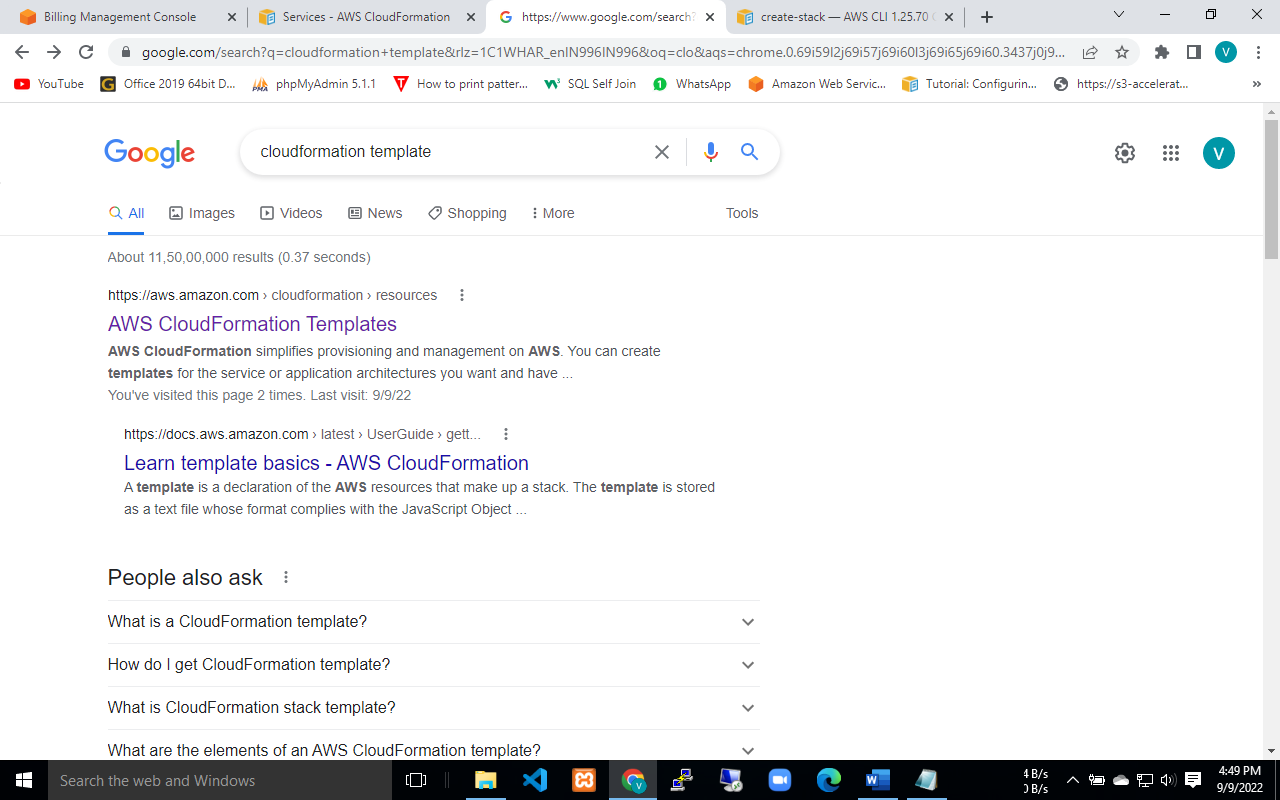 Billing Management Console
Services - AWS CloudFormation
https://www.google.com/search?
create-stack — AWS CLI 1.25.70
google.com/search?q=cloudformation+template&rlz=1C1WHAR_enIN996IN996&oq=clo&aqs=chrome.0.69i59l2j69i57j69i60l3j69i65j69i60.3437j0j9...
V
YouTube
Office 2019 64bit D...
phpMyAdmin 5.1.1
How to print patter...
SQL Self Join
WhatsApp
Amazon Web Servic...
Tutorial: Configurin...
https://s3-accelerat...
»
Google
cloudformation template
V
All
Images
Videos
News
Shopping
More
Tools
About 11,50,00,000 results (0.37 seconds)
https://aws.amazon.com › cloudformation › resources
AWS CloudFormation Templates
AWS CloudFormation simplifies provisioning and management on AWS. You can create
templates for the service or application architectures you want and have ...
You've visited this page 2 times. Last visit: 9/9/22
https://docs.aws.amazon.com › latest › UserGuide › gett...
Learn template basics - AWS CloudFormation
A template is a declaration of the AWS resources that make up a stack. The template is stored
as a text file whose format complies with the JavaScript Object ...
People also ask
What is a CloudFormation template?
How do I get CloudFormation template?
What is CloudFormation stack template?
What are the elements of an AWS CloudFormation template?
Search the web and Windows
B/s
B/s
4:49 PM
9/9/2022